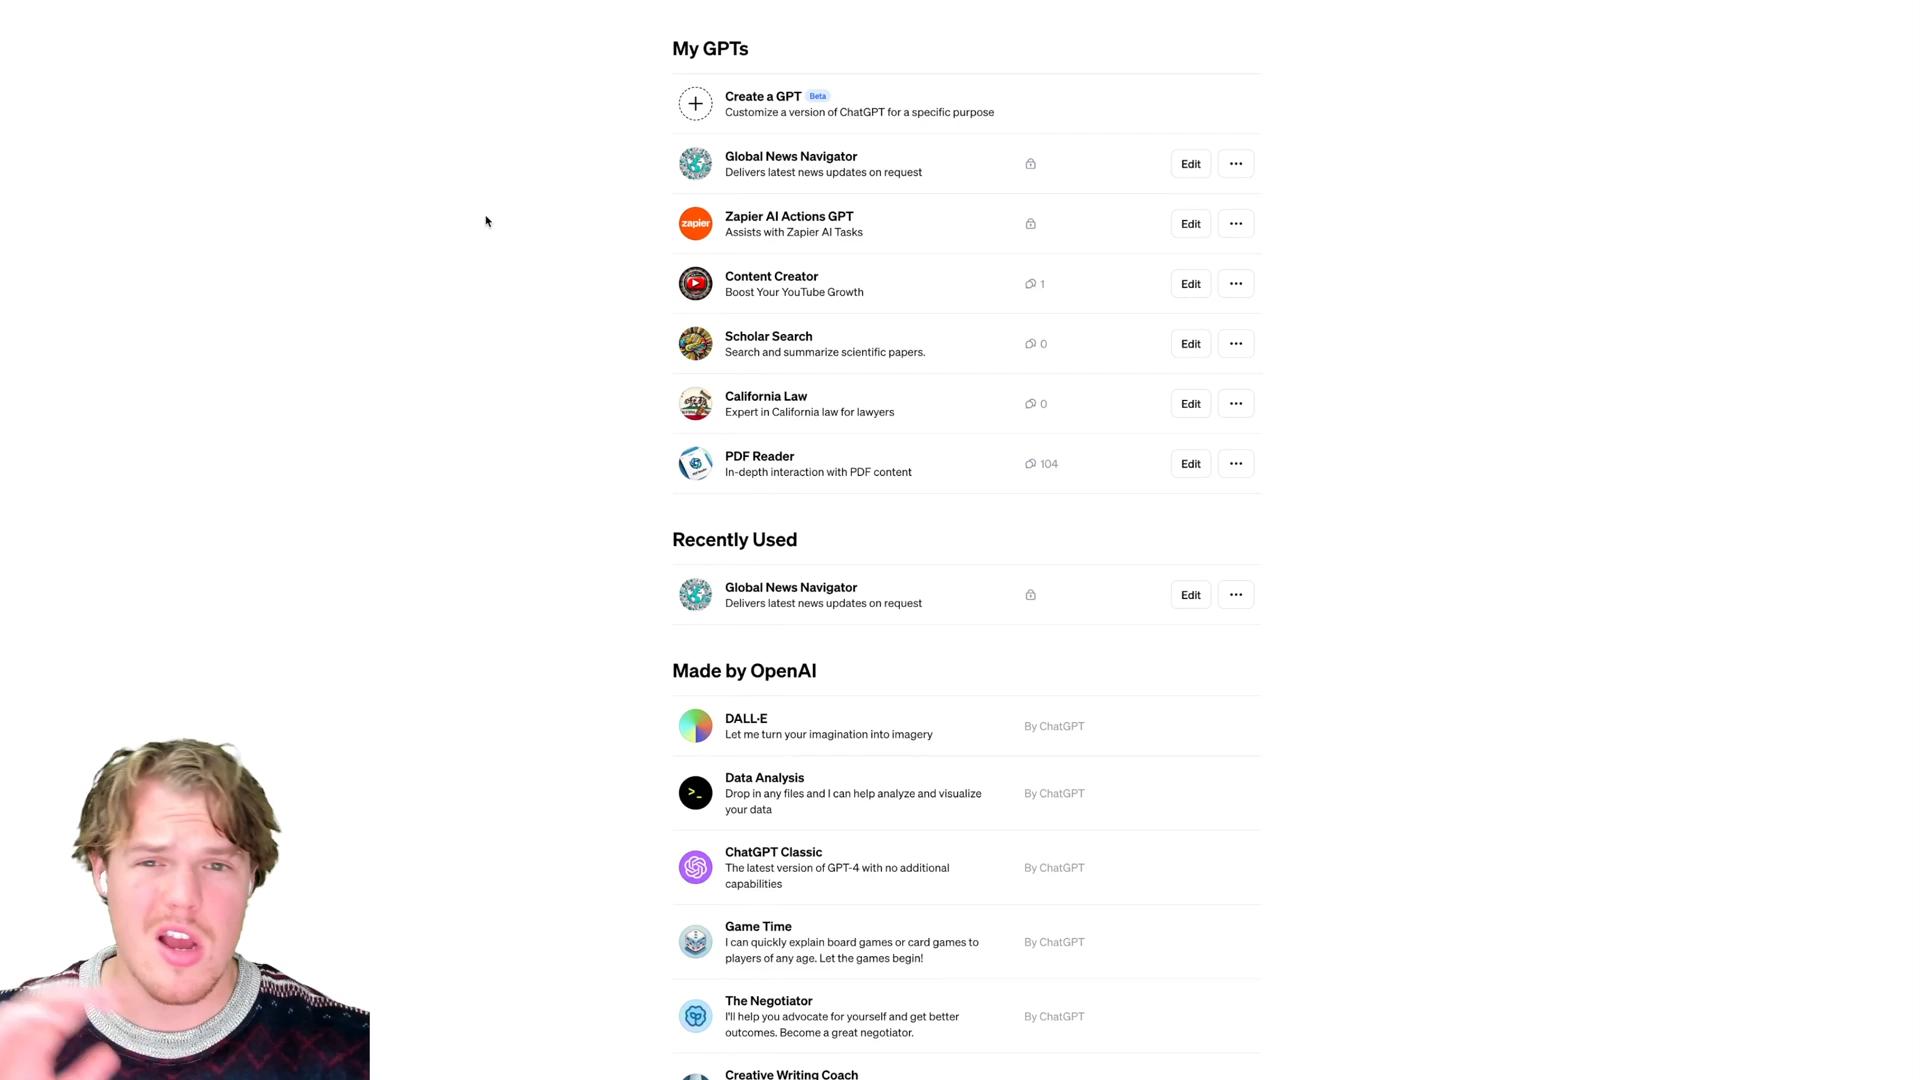 My GPTs
Create a GPT Beta
Customize a version of ChatGPT for a specific purpose
Global News Navigator
Delivers latest news updates on request
Edit
zapier
Zapier AI Actions GPT
Assists with Zapier AI Tasks
Edit
Content Creator
Boost Your YouTube Growth
1
Edit
Scholar Search
Search and summarize scientific papers.
0
Edit
California Law
Expert in California law for lawyers
0
Edit
PDF Reader
In-depth interaction with PDF content
104
Edit
Recently Used
Global News Navigator
Delivers latest news updates on request
Edit
Made by OpenAI
DALL·E
Let me turn your imagination into imagery
By ChatGPT
>_
Data Analysis
Drop in any files and I can help analyze and visualize
your data
By ChatGPT
ChatGPT Classic
The latest version of GPT-4 with no additional
capabilities
By ChatGPT
Game Time
I can quickly explain board games or card games to
players of any age. Let the games begin!
By ChatGPT
The Negotiator
I'll help you advocate for yourself and get better
outcomes. Become a great negotiator.
By ChatGPT
Creative Writing Coach